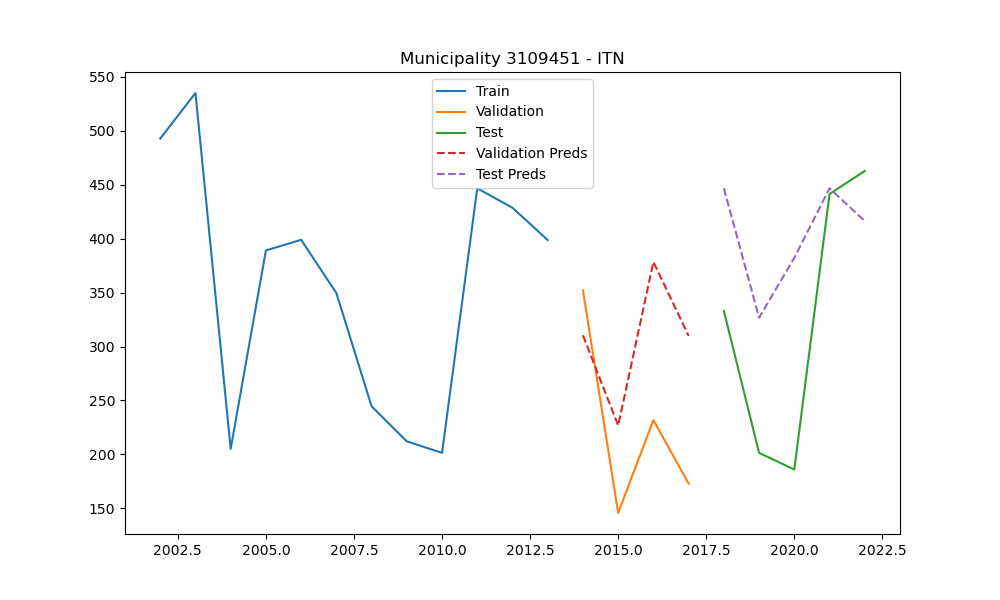 Municipality 3109451 - ITN
550
500
450
400
350
300
250
200
150
Train
Validation
Test
Validation Preds
Test Preds
2002.5 2005.0 2007.5 2010.0 2012.5 2015.0 2017.5 2020.0 2022.5